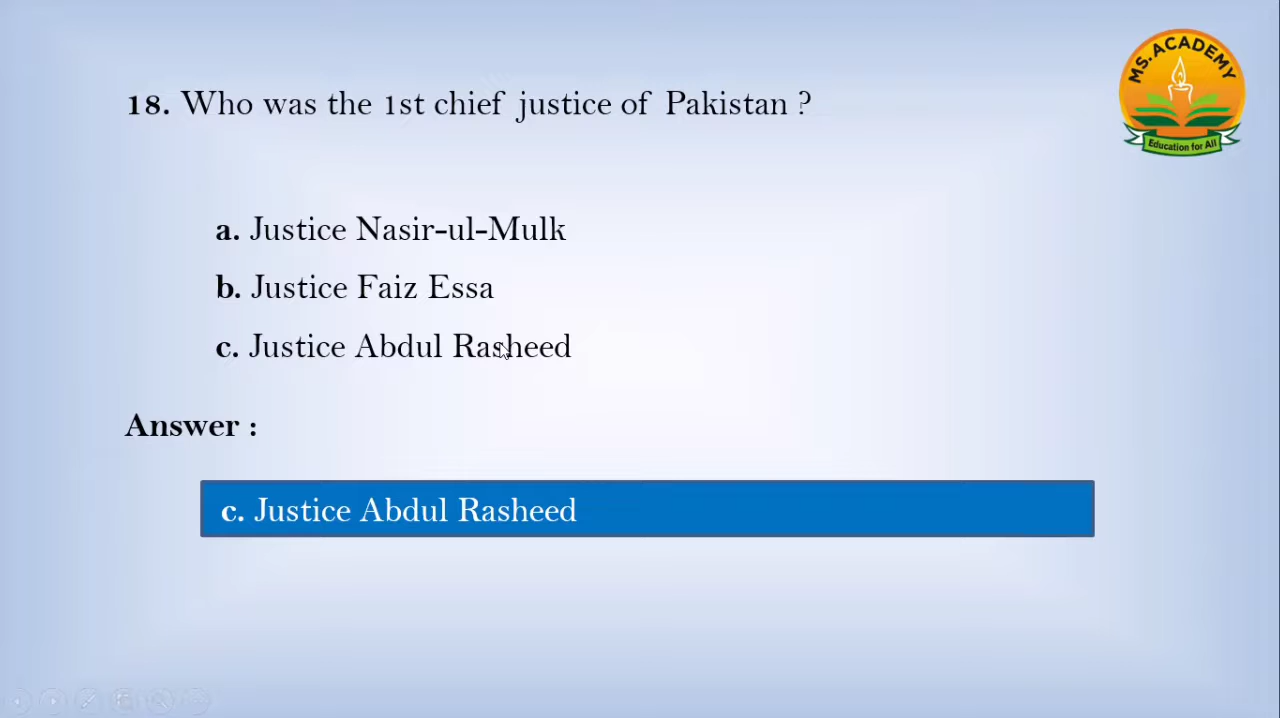 MS.ACADEMY
Education for All
18. Who was the 1st chief justice of Pakistan ?
a. Justice Nasir-ul-Mulk
b. Justice Faiz Essa
c. Justice Abdul Rasheed
Answer :
c. Justice Abdul Rasheed